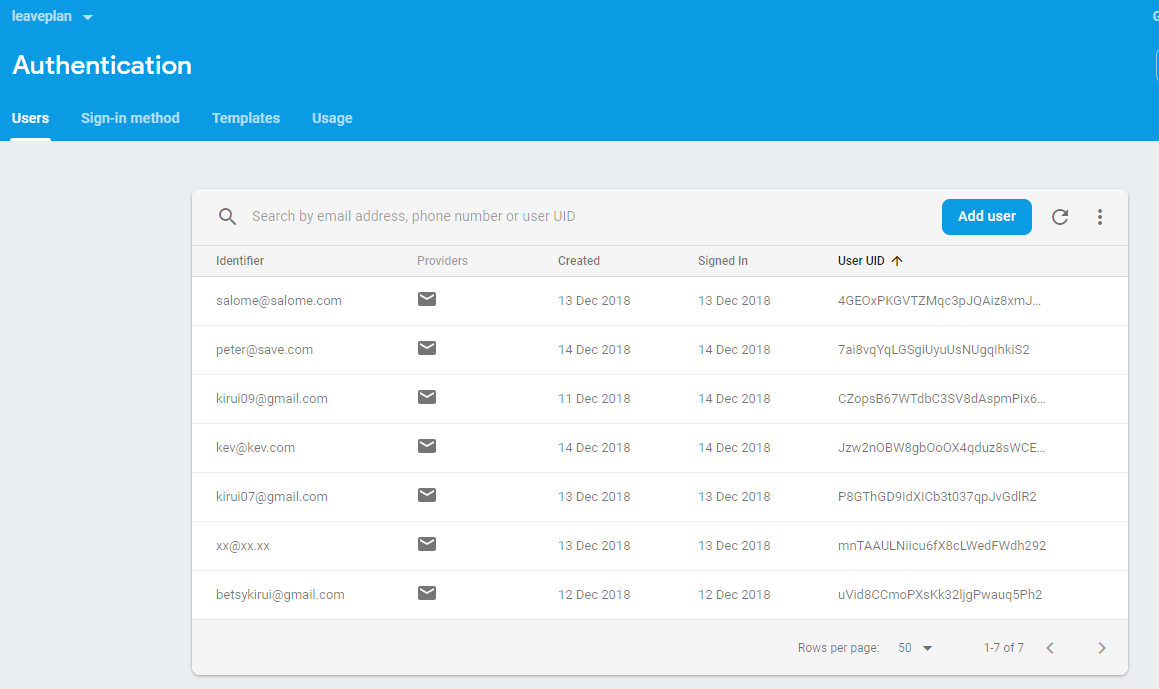 leaveplan
Authentication
Users Sign-in method Templates Usage
Search by email address, phone number or user UID Add user
Identifier Providers Created Signed In User UID
salome@salome.com 13 Dec 2018 13 Dec 2018 4GEOxPKGVTZMqc3pJQAiz8xmJ...
peter@save.com 14 Dec 2018 14 Dec 2018 7ai8vqYqLGSgiUyuUsNUgqIhkiS2
kirui09@gmail.com 11 Dec 2018 14 Dec 2018 CZopsB67WTdbC3SV8dAspmPix6...
kev@kev.com 14 Dec 2018 14 Dec 2018 Jzw2nOBW8gbOoOX4qduz8sWCE...
kirui07@gmail.com 13 Dec 2018 13 Dec 2018 P8GThGD9IdXICb3t037qpJvGdlR2
xx@xx.xx 13 Dec 2018 13 Dec 2018 mnTAAULNiicu6fX8cLWedFWdh292
betsykirui@gmail.com 12 Dec 2018 12 Dec 2018 uVid8CCmoPXsKk32ljgPwauq5Ph2
Rows per page: 50 1-7 of 7